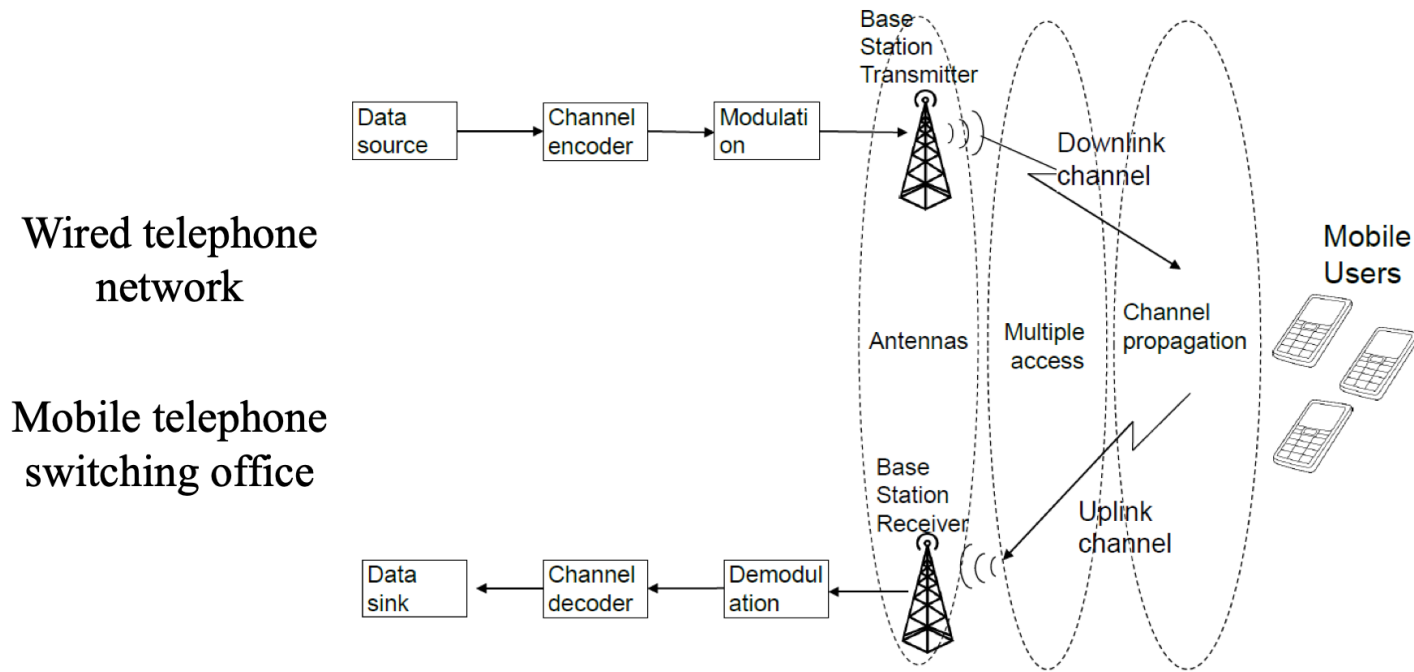 Base
Station
Transmitter
Data
source
Channel
encoder
Modulati
on
Downlink
channel
Wired telephone
network
Mobile
Users
Antennas
Multiple
access
Channel
propagation
Mobile telephone
switching office
Base
Station
Receiver
Uplink
channel
Data
sink
Channel
decoder
Demodul
ation